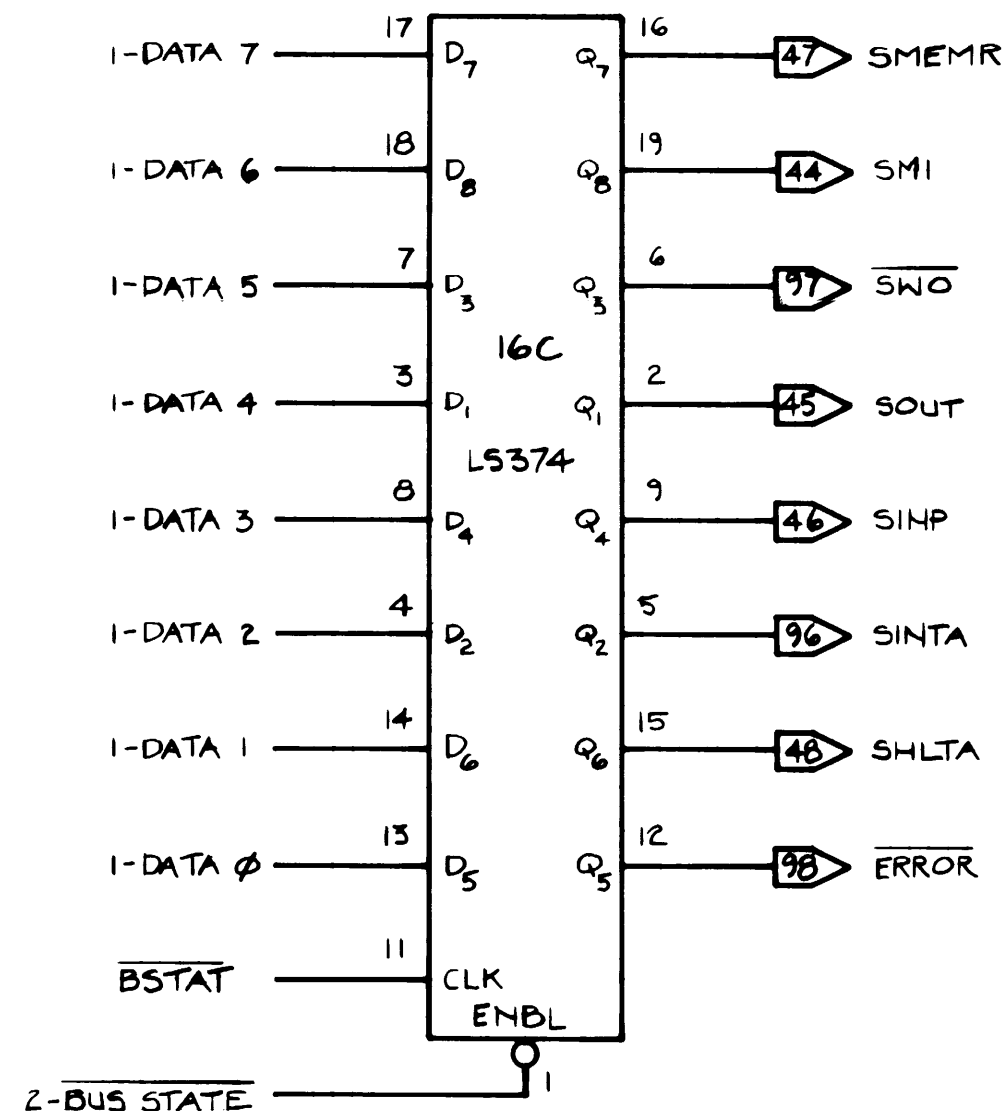 17 16
1-DATA 7 D7 Q7 47 SMEMR
18 19
1-DATA 6 D8 Q8 44 SM1
7 6
1-DATA 5 D3 Q3 97 SWO
16C
3 2
1-DATA 4 D1 Q1 45 SOUT
LS374
8 9
1-DATA 3 D4 Q4 46 SINP
4 5
1-DATA 2 D2 Q2 96 SINTA
14 15
1-DATA 1 D6 Q6 48 SHLTA
13 12
1-DATA Ø D5 Q5 98 ERROR
11
BSTAT CLK
ENBL
1
2-BUS STATE